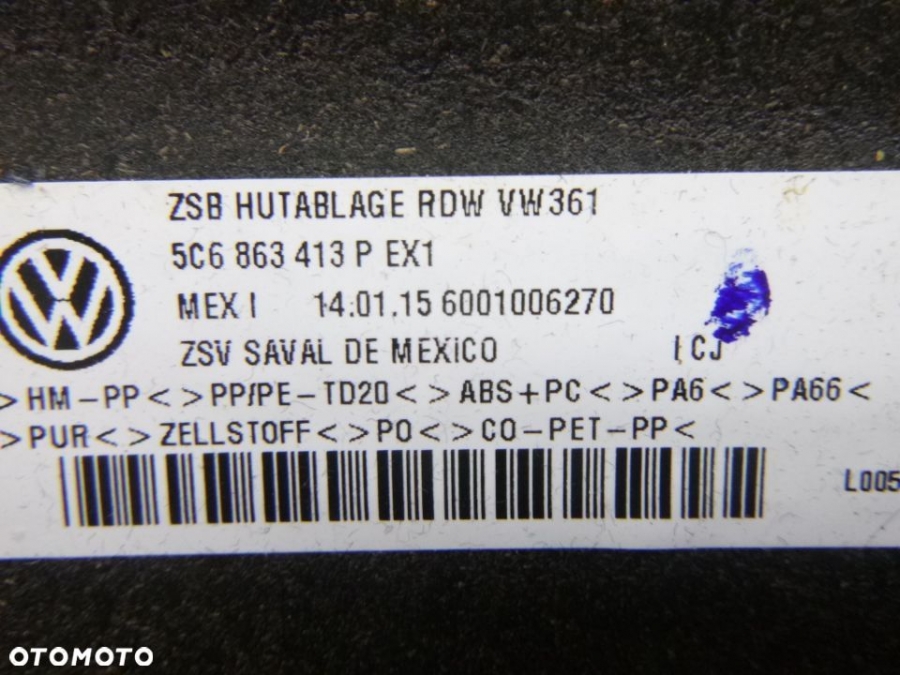 ZSB HUTABLAGE RDW VW361
5C6 863 413 P EX1
MEX I 14.01.15 6001006270
ZSV SAVAL DE MEXICO I CJ
>HM-PP<>PP/PE-TD20<>ABS+PC<>PA6<>PA66<
>PUR<>ZELLSTOFF<>PO<>CO-PET-PP<
L005
OTOMOTO